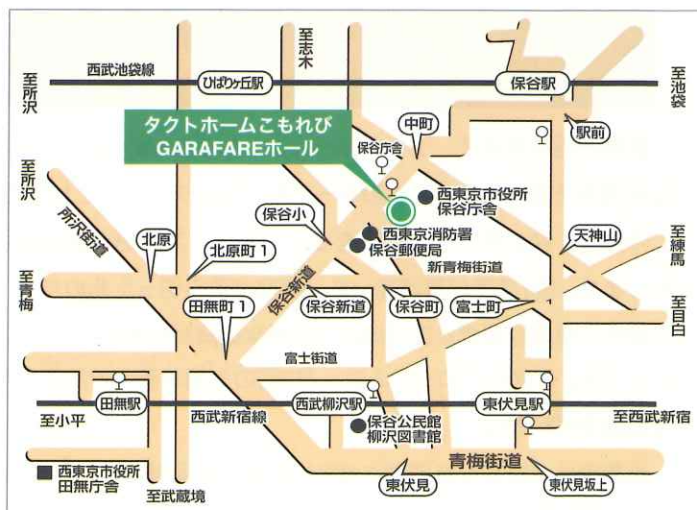 至所沢
西武池袋線
ひばりヶ丘駅
至志木
保谷駅
至池袋
タクトホームこもれび
GARAFAREホール
保谷庁舎
中町
駅前
至所沢
所沢街道
西東京市役所
保谷庁舎
保谷小
西東京消防署
保谷郵便局
天神山
至練馬
北原
北原町1
新青梅街道
至青梅
保谷新道
田無町1
保谷新道
保谷町
富士町
至目白
富士街道
田無駅
西武柳沢駅
東伏見駅
至小平
西武新宿線
至西武新宿
保谷公民館
柳沢図書館
青梅街道
西東京市役所
田無庁舎
至武蔵境
東伏見
東伏見坂上